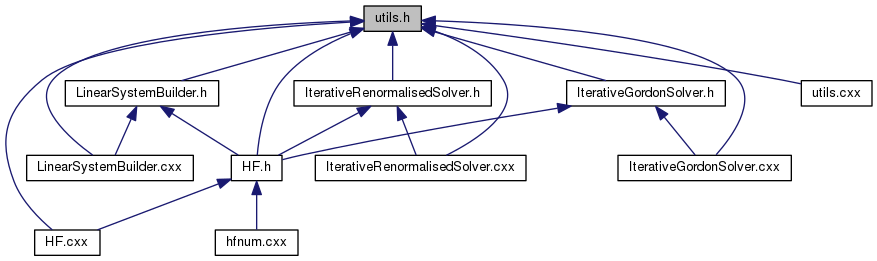 utils.h
LinearSystemBuilder.h
IterativeRenormalisedSolver.h
IterativeGordonSolver.h
utils.cxx
LinearSystemBuilder.cxx
HF.h
IterativeRenormalisedSolver.cxx
IterativeGordonSolver.cxx
HF.cxx
hfnum.cxx